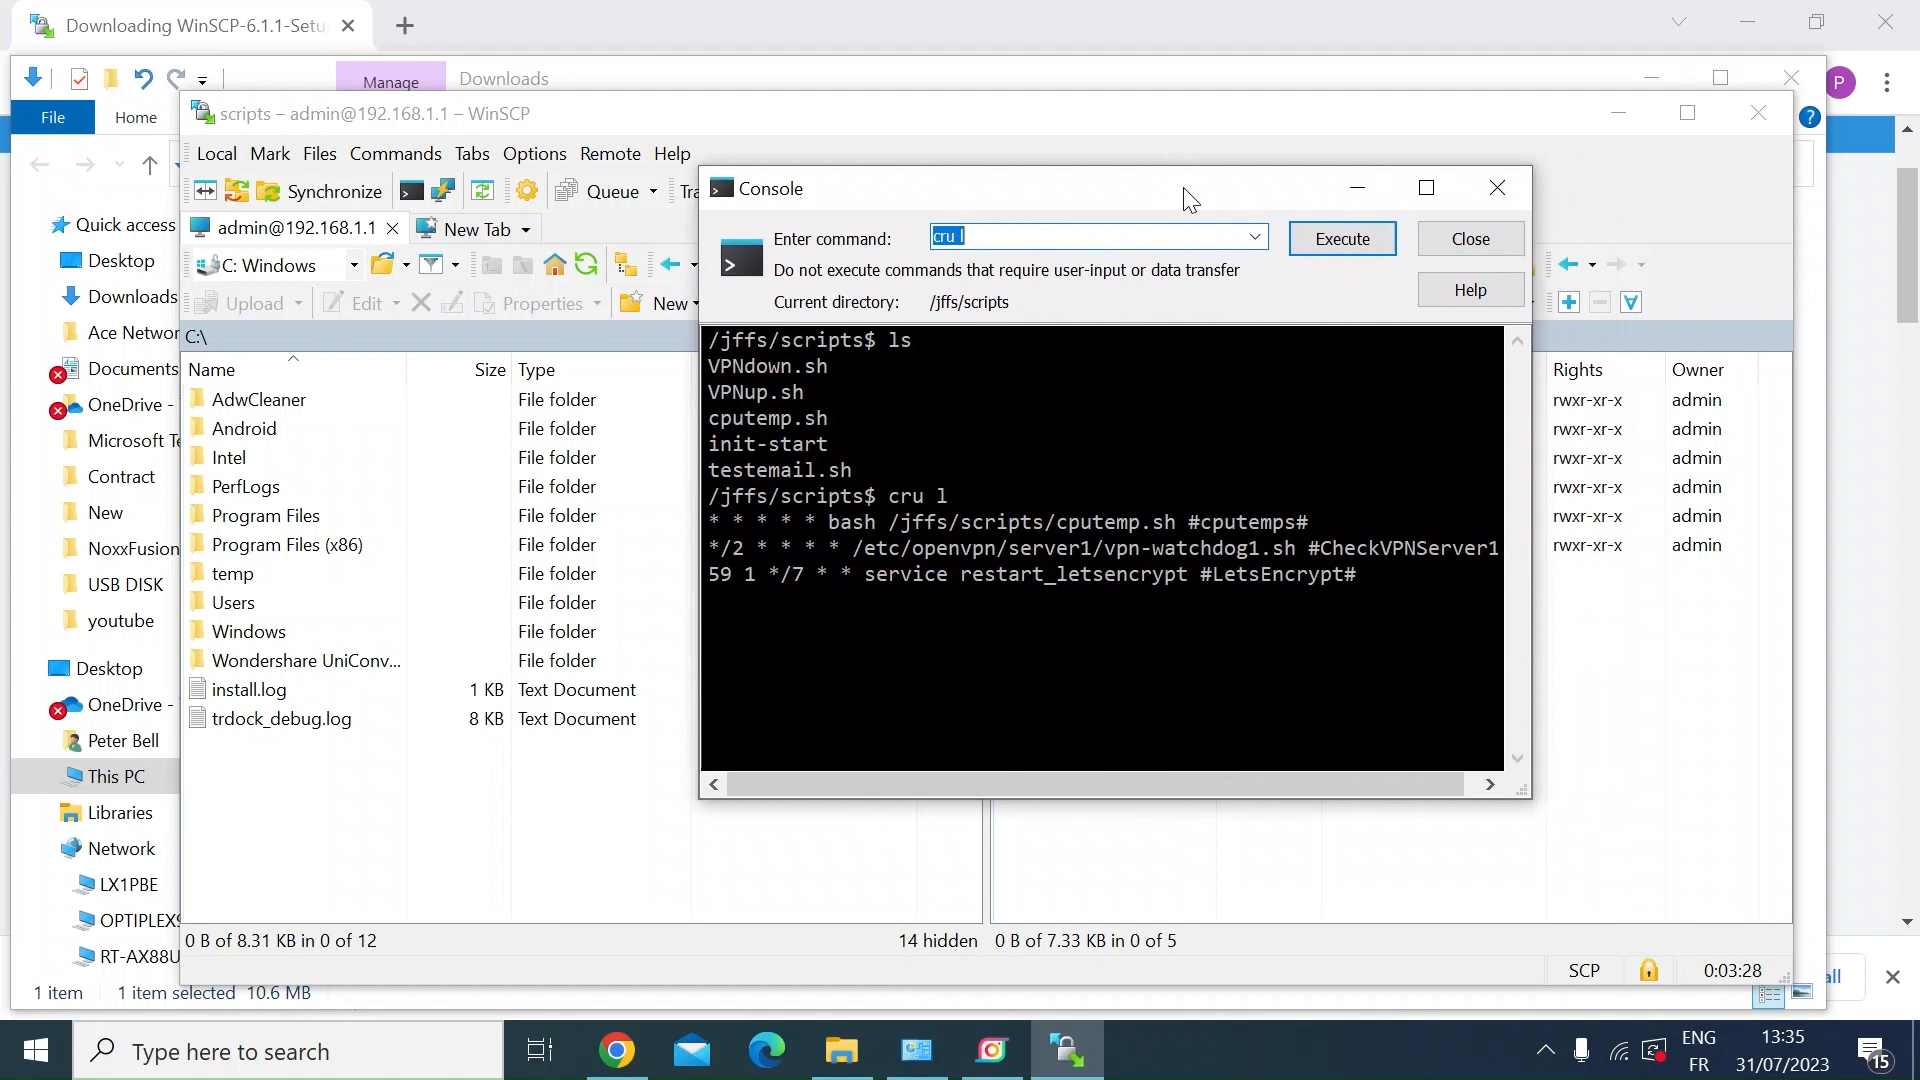 Downloading WinSCP-6.1.1-Setu
Manage
Downloads
P
File
Home
scripts – admin@192.168.1.1 – WinSCP
Local Mark Files Commands Tabs Options Remote Help
Synchronize
Queue
Tra
admin@192.168.1.1
New Tab
C: Windows
Upload
Edit
Properties
New
C:\
Name
Size
Type
AdwCleaner
File folder
Android
File folder
Intel
File folder
PerfLogs
File folder
Program Files
File folder
Program Files (x86)
File folder
temp
File folder
Users
File folder
Windows
File folder
Wondershare UniConv...
File folder
install.log
1 KB Text Document
trdock_debug.log
8 KB Text Document
Quick access
Desktop
Downloads
Ace Networ
Documents
OneDrive -
Microsoft Te
Contract
New
NoxxFusion
USB DISK
youtube
Desktop
OneDrive -
Peter Bell
This PC
Libraries
Network
LX1PBE
OPTIPLEX9
RT-AX88U
Console
Enter command:
cru l
Execute
Close
Do not execute commands that require user-input or data transfer
Help
Current directory:
/jffs/scripts
/jffs/scripts$ ls
VPNdown.sh
VPNup.sh
cputemp.sh
init-start
testemail.sh
/jffs/scripts$ cru l
* * * * * bash /jffs/scripts/cputemp.sh #cputemps#
*/2 * * * * /etc/openvpn/server1/vpn-watchdog1.sh #CheckVPNServer1
59 1 */7 * * service restart_letsencrypt #LetsEncrypt#
Rights
Owner
rwxr-xr-x
admin
rwxr-xr-x
admin
rwxr-xr-x
admin
rwxr-xr-x
admin
rwxr-xr-x
admin
rwxr-xr-x
admin
0 B of 8.31 KB in 0 of 12
14 hidden
0 B of 7.33 KB in 0 of 5
SCP
0:03:28
1 item
1 item selected 10.6 MB
all
Type here to search
ENG
FR
13:35
31/07/2023
15